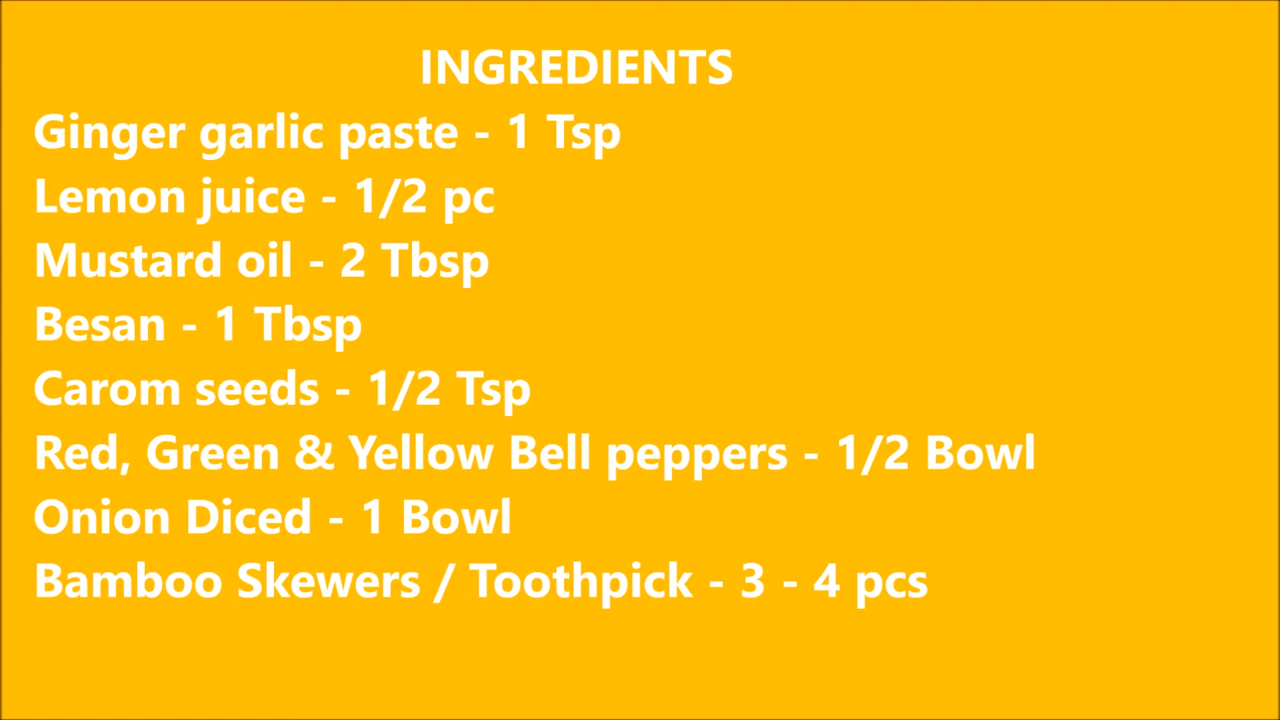 INGREDIENTS
Ginger garlic paste - 1 Tsp
Lemon juice - 1/2 pc
Mustard oil - 2 Tbsp
Besan - 1 Tbsp
Carom seeds - 1/2 Tsp
Red, Green & Yellow Bell peppers - 1/2 Bowl
Onion Diced - 1 Bowl
Bamboo Skewers / Toothpick - 3 - 4 pcs